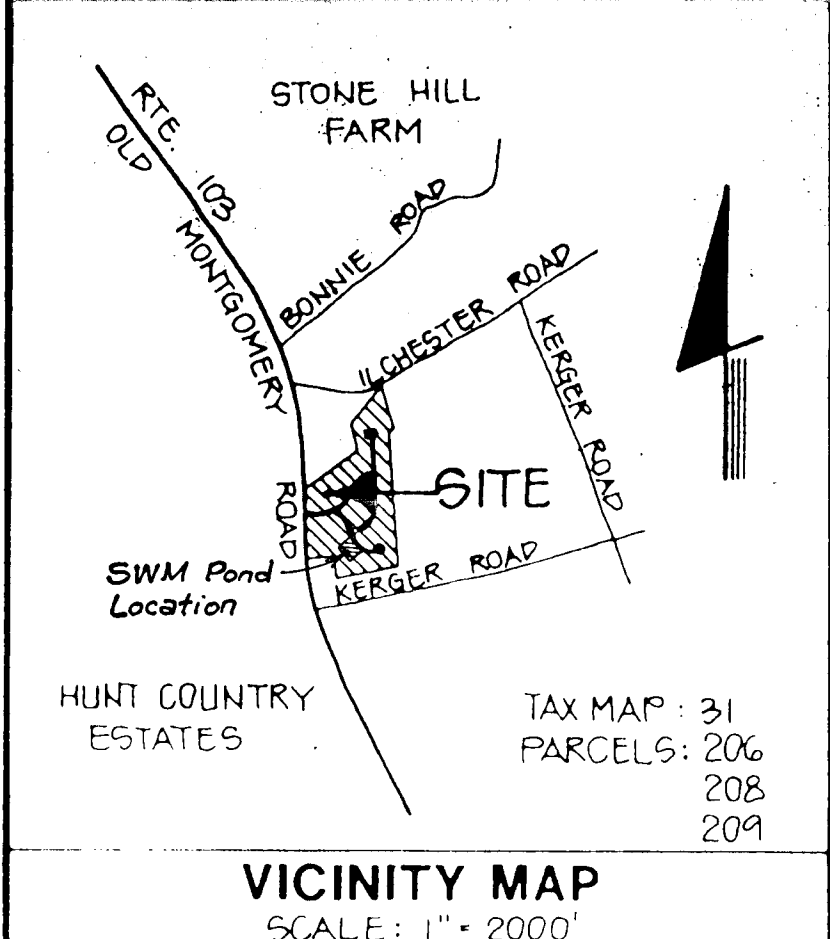 STONE HILL
FARM
RTE. 103
OLD MONTGOMERY ROAD
BONNIE ROAD
ILCHESTER ROAD
KERGER ROAD
SITE
SWM Pond
Location
KERGER ROAD
HUNT COUNTRY
ESTATES
TAX MAP : 31
PARCELS: 206
208
209
VICINITY MAP
SCALE: 1" = 2000'